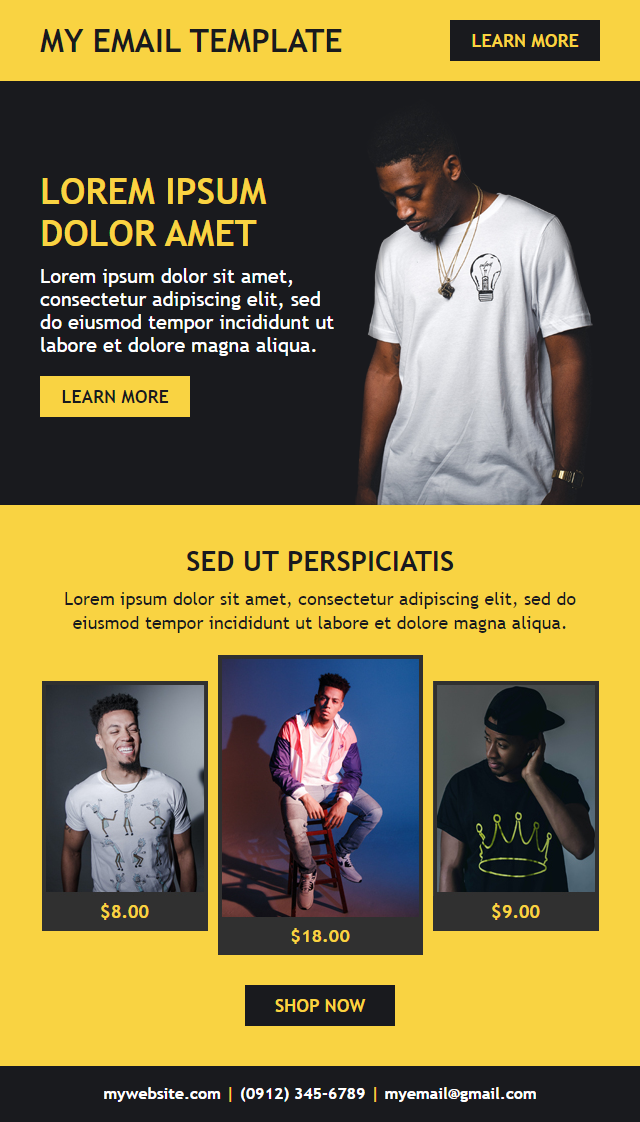 MY EMAIL TEMPLATE
LEARN MORE
LOREM IPSUM
DOLOR AMET
Lorem ipsum dolor sit amet,
consectetur adipiscing elit, sed
do eiusmod tempor incididunt ut
labore et dolore magna aliqua.
LEARN MORE
SED UT PERSPICIATIS
Lorem ipsum dolor sit amet, consectetur adipiscing elit, sed do
eiusmod tempor incididunt ut labore et dolore magna aliqua.
$8.00
$18.00
$9.00
SHOP NOW
mywebsite.com | (0912) 345-6789 | myemail@gmail.com